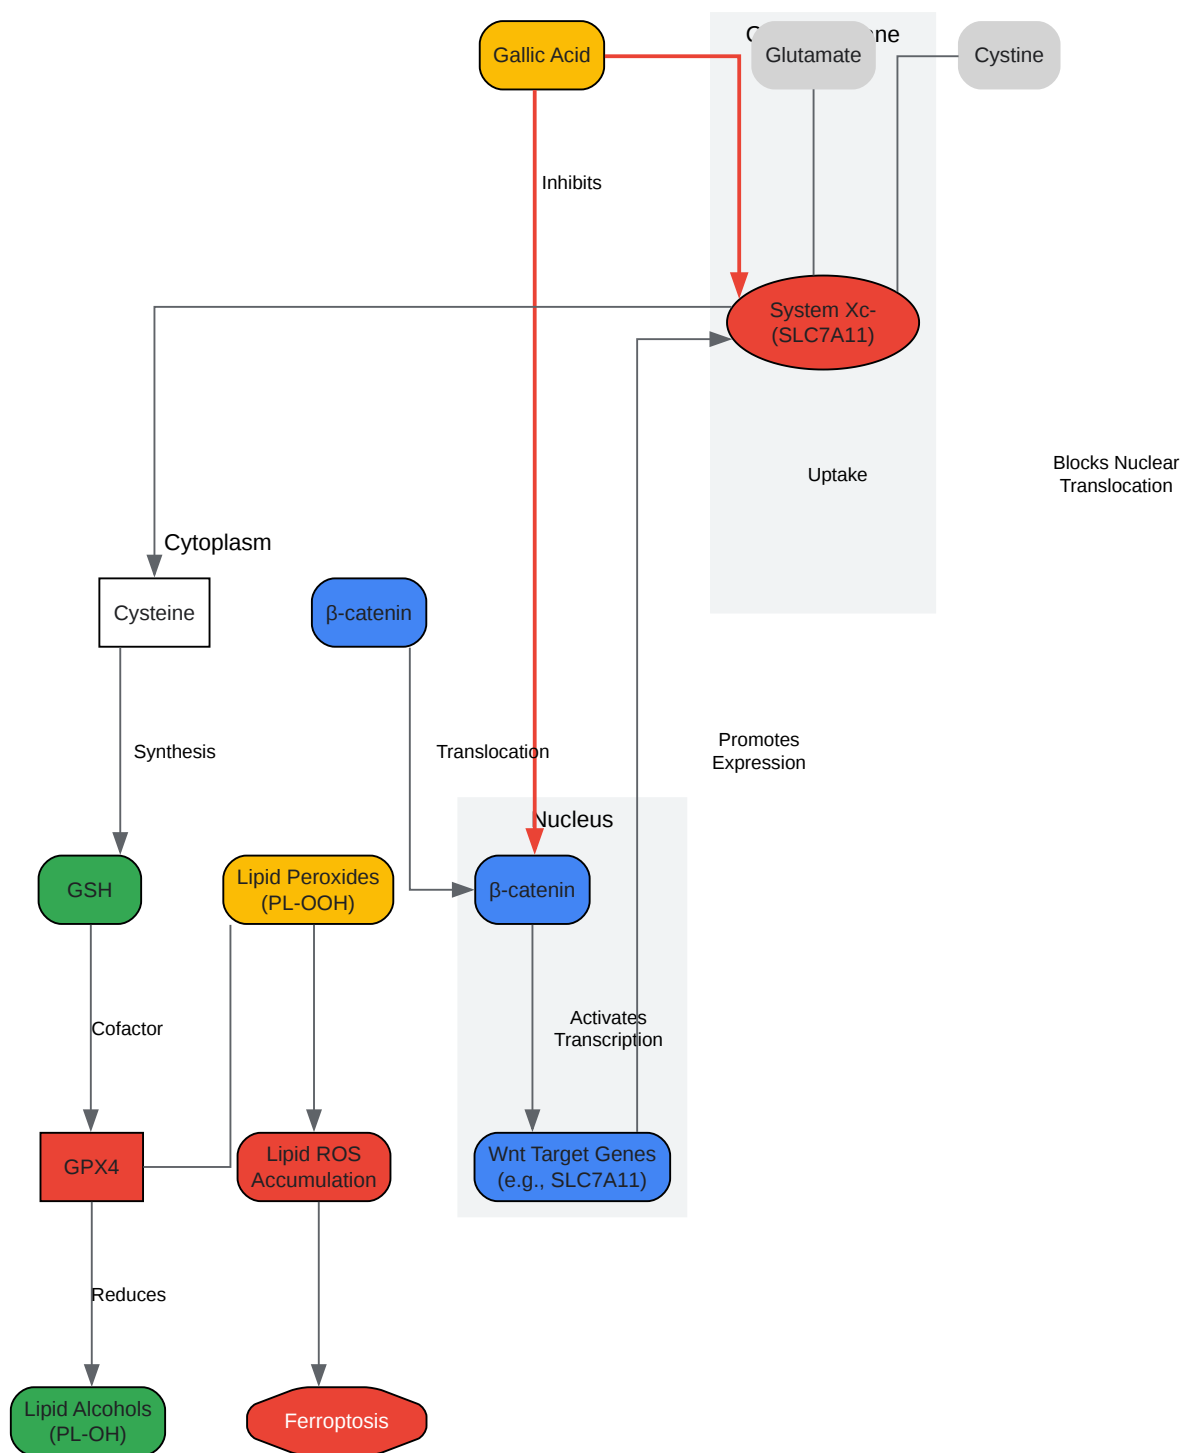 Gallic Acid
Glutamate
Cystine
Inhibits
System Xc-
(SLC7A11)
Uptake
Blocks Nuclear
Translocation
Cytoplasm
Cysteine
β-catenin
Synthesis
Translocation
Promotes
Expression
Nucleus
GSH
Lipid Peroxides
(PL-OOH)
β-catenin
Cofactor
Activates
Transcription
GPX4
Lipid ROS
Accumulation
Wnt Target Genes
(e.g., SLC7A11)
Reduces
Lipid Alcohols
(PL-OH)
Ferroptosis